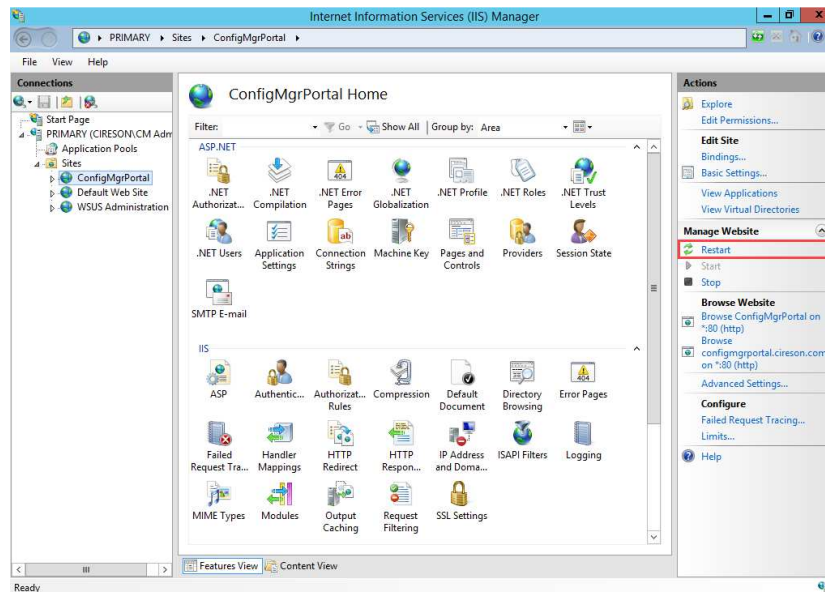 Internet Information Services (IIS) Manager
PRIMARY ▸ Sites ▸ ConfigMgrPortal ▸
File View Help
Connections
Start Page
PRIMARY (CIRESON\CM Adm
Application Pools
Sites
ConfigMgrPortal
Default Web Site
WSUS Administration
ConfigMgrPortal Home
Filter: Go Show All Group by: Area
ASP.NET
.NET Authorizat... .NET Compilation .NET Error Pages .NET Globalization .NET Profile .NET Roles .NET Trust Levels
.NET Users Application Settings Connection Strings Machine Key Pages and Controls Providers Session State
SMTP E-mail
IIS
ASP Authentic... Authorizat... Rules Compression Default Document Directory Browsing Error Pages
Failed Request Tra... Handler Mappings HTTP Redirect HTTP Respon... IP Address and Doma... ISAPI Filters Logging
MIME Types Modules Output Caching Request Filtering SSL Settings
Features View Content View
Actions
Explore
Edit Permissions...
Edit Site
Bindings...
Basic Settings...
View Applications
View Virtual Directories
Manage Website
Restart
Start
Stop
Browse Website
Browse ConfigMgrPortal on
*:80 (http)
Browse
configmgrportal.cireson.com
on *:80 (http)
Advanced Settings...
Configure
Failed Request Tracing...
Limits...
Help
Ready